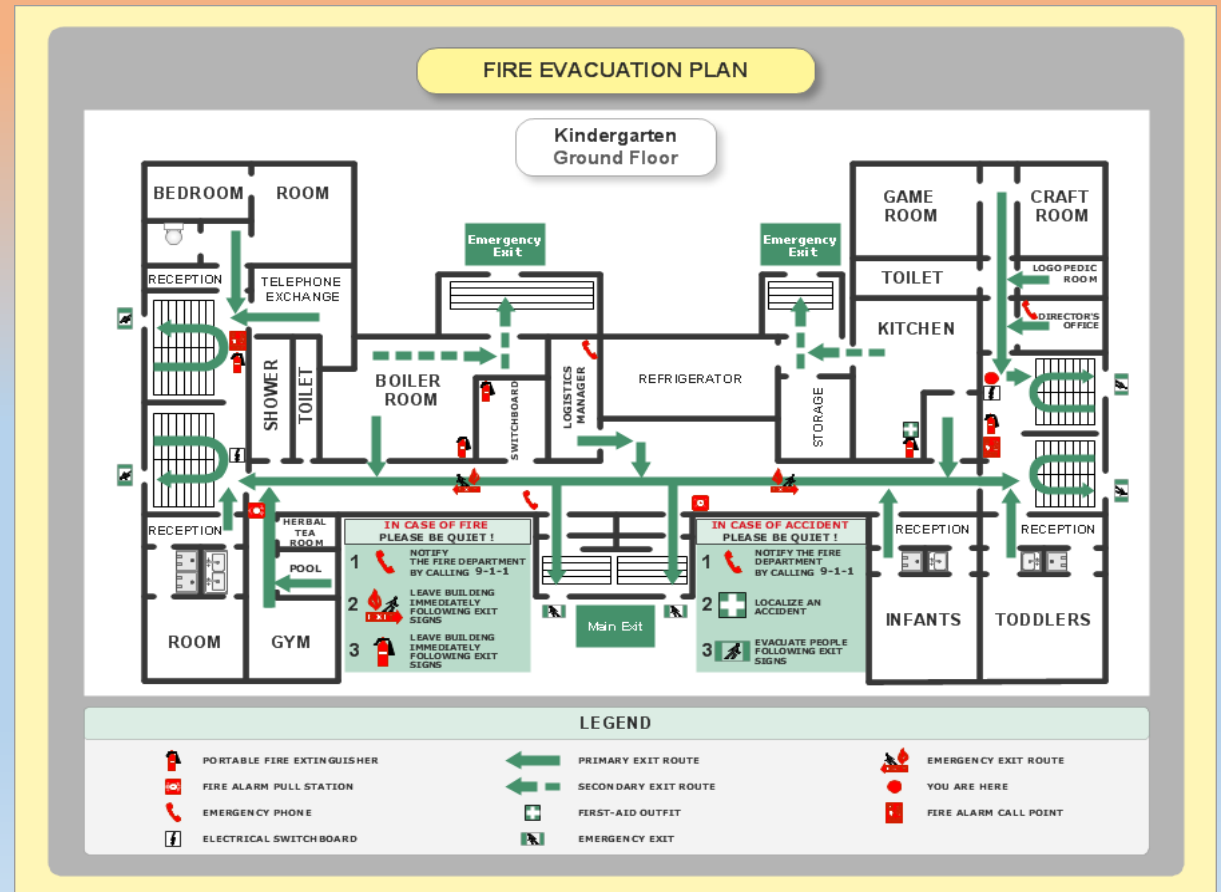 FIRE EVACUATION PLAN
Kindergarten
Ground Floor
BEDROOM
ROOM
RECEPTION
TELEPHONE
EXCHANGE
SHOWER
TOILET
BOILER
ROOM
Emergency
Exit
SWITCHBOARD
LOGISTICS
MANAGER
REFRIGERATOR
Emergency
Exit
STORAGE
GAME
ROOM
CRAFT
ROOM
TOILET
LOGOPEDIC
ROOM
KITCHEN
DIRECTOR'S
OFFICE
RECEPTION
HERBAL
TEA
ROOM
POOL
ROOM
GYM
IN CASE OF FIRE
PLEASE BE QUIET !
1
NOTIFY
THE FIRE DEPARTMENT
BY CALLING 9-1-1
2
LEAVE BUILDING
IMMEDIATELY
FOLLOWING EXIT
SIGNS
EXIT
3
LEAVE BUILDING
IMMEDIATELY
FOLLOWING EXIT
SIGNS
Main Exit
IN CASE OF ACCIDENT
PLEASE BE QUIET !
1
NOTIFY THE FIRE
DEPARTMENT
BY CALLING 9-1-1
2
LOCALIZE AN
ACCIDENT
3
EVACUATE PEOPLE
FOLLOWING EXIT
SIGNS
RECEPTION
RECEPTION
INFANTS
TODDLERS
LEGEND
PORTABLE FIRE EXTINGUISHER
PRIMARY EXIT ROUTE
EMERGENCY EXIT ROUTE
FIRE ALARM PULL STATION
SECONDARY EXIT ROUTE
YOU ARE HERE
EMERGENCY PHONE
FIRST-AID OUTFIT
FIRE ALARM CALL POINT
ELECTRICAL SWITCHBOARD
EMERGENCY EXIT